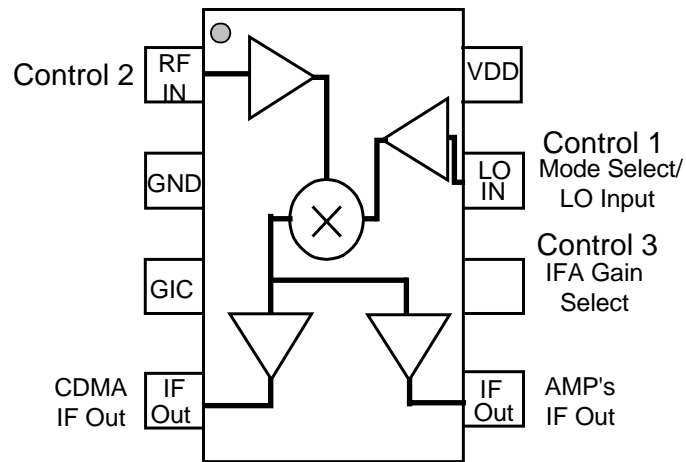 Control 2
RF
IN
VDD
Control 1
Mode Select/
LO Input
LO
IN
GND
Control 3
IFA Gain
Select
GIC
CDMA
IF Out
IF
Out
IF
Out
AMP's
IF Out